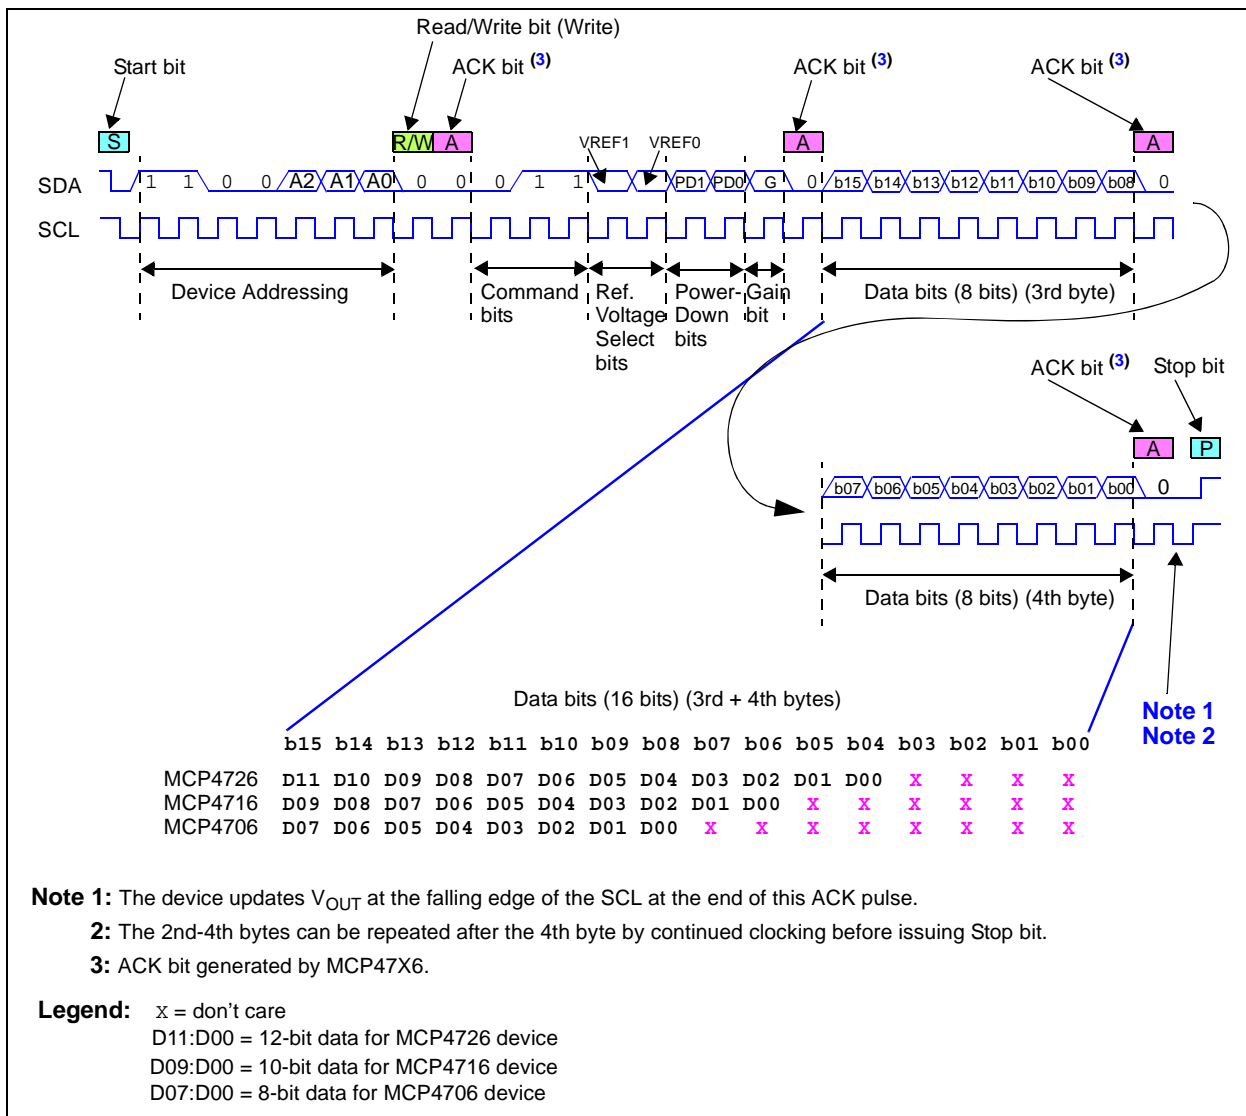 Read/Write bit (Write)
Start bit
ACK bit (3)
ACK bit (3)
ACK bit (3)
S
R/W
A
A
A
VREF1
VREF0
SDA
1 1 0 0 A2 A1 A0 0 0 0 1 1 PD1 PD0 G 0 b15 b14 b13 b12 b11 b10 b09 b08 0
SCL
Device Addressing
Command
bits
Ref.
Voltage
Select
bits
Power-
Down
bits
Gain
bit
Data bits (8 bits) (3rd byte)
ACK bit (3)
Stop bit
A
P
b07 b06 b05 b04 b03 b02 b01 b00 0
Data bits (8 bits) (4th byte)
Note 1
Note 2
Data bits (16 bits) (3rd + 4th bytes)
b15 b14 b13 b12 b11 b10 b09 b08 b07 b06 b05 b04 b03 b02 b01 b00
MCP4726 D11 D10 D09 D08 D07 D06 D05 D04 D03 D02 D01 D00 X X X X
MCP4716 D09 D08 D07 D06 D05 D04 D03 D02 D01 D00 X X X X X X
MCP4706 D07 D06 D05 D04 D03 D02 D01 D00 X X X X X X X X
Note 1: The device updates VOUT at the falling edge of the SCL at the end of this ACK pulse.
2: The 2nd-4th bytes can be repeated after the 4th byte by continued clocking before issuing Stop bit.
3: ACK bit generated by MCP47X6.
Legend: X = don't care
D11:D00 = 12-bit data for MCP4726 device
D09:D00 = 10-bit data for MCP4716 device
D07:D00 = 8-bit data for MCP4706 device